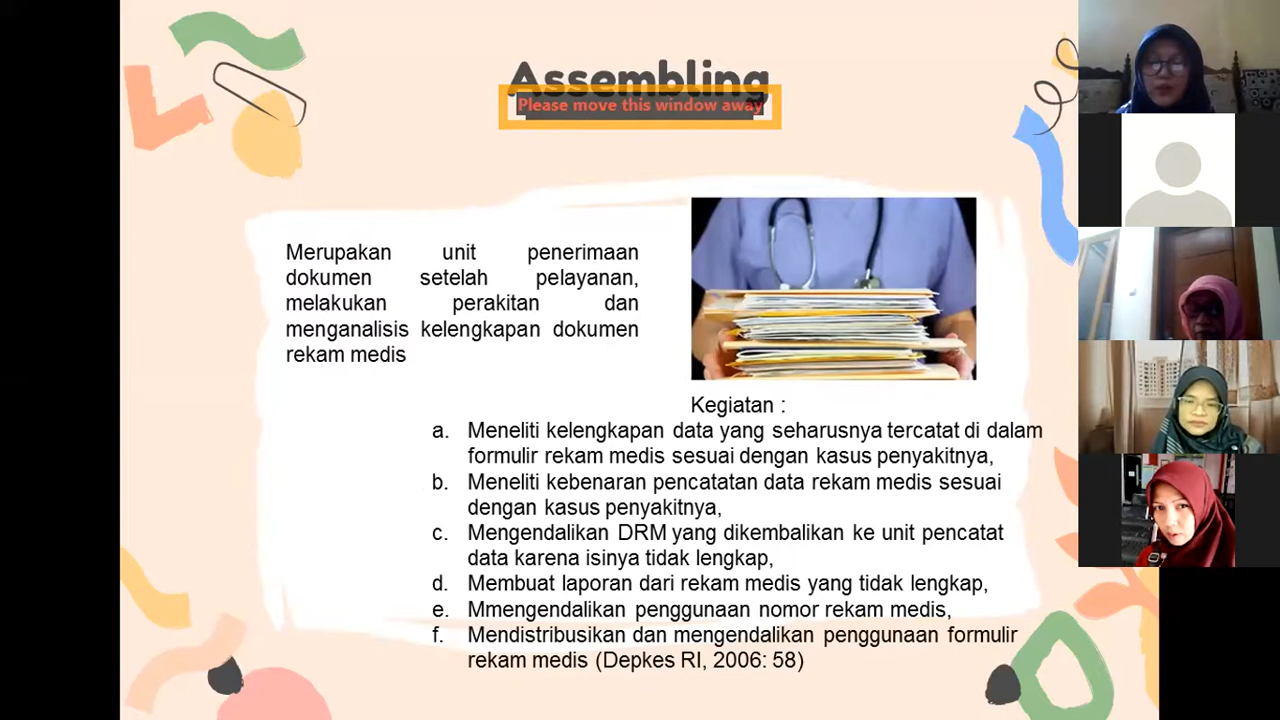 Assembling
Please move this window away
Merupakan unit penerimaan
dokumen setelah pelayanan,
melakukan perakitan dan
menganalisis kelengkapan dokumen
rekam medis
Kegiatan :
a. Meneliti kelengkapan data yang seharusnya tercatat di dalam
formulir rekam medis sesuai dengan kasus penyakitnya,
b. Meneliti kebenaran pencatatan data rekam medis sesuai
dengan kasus penyakitnya,
c. Mengendalikan DRM yang dikembalikan ke unit pencatat
data karena isinya tidak lengkap,
d. Membuat laporan dari rekam medis yang tidak lengkap,
e. Mmengendalikan penggunaan nomor rekam medis,
f. Mendistribusikan dan mengendalikan penggunaan formulir
rekam medis (Depkes RI, 2006: 58)